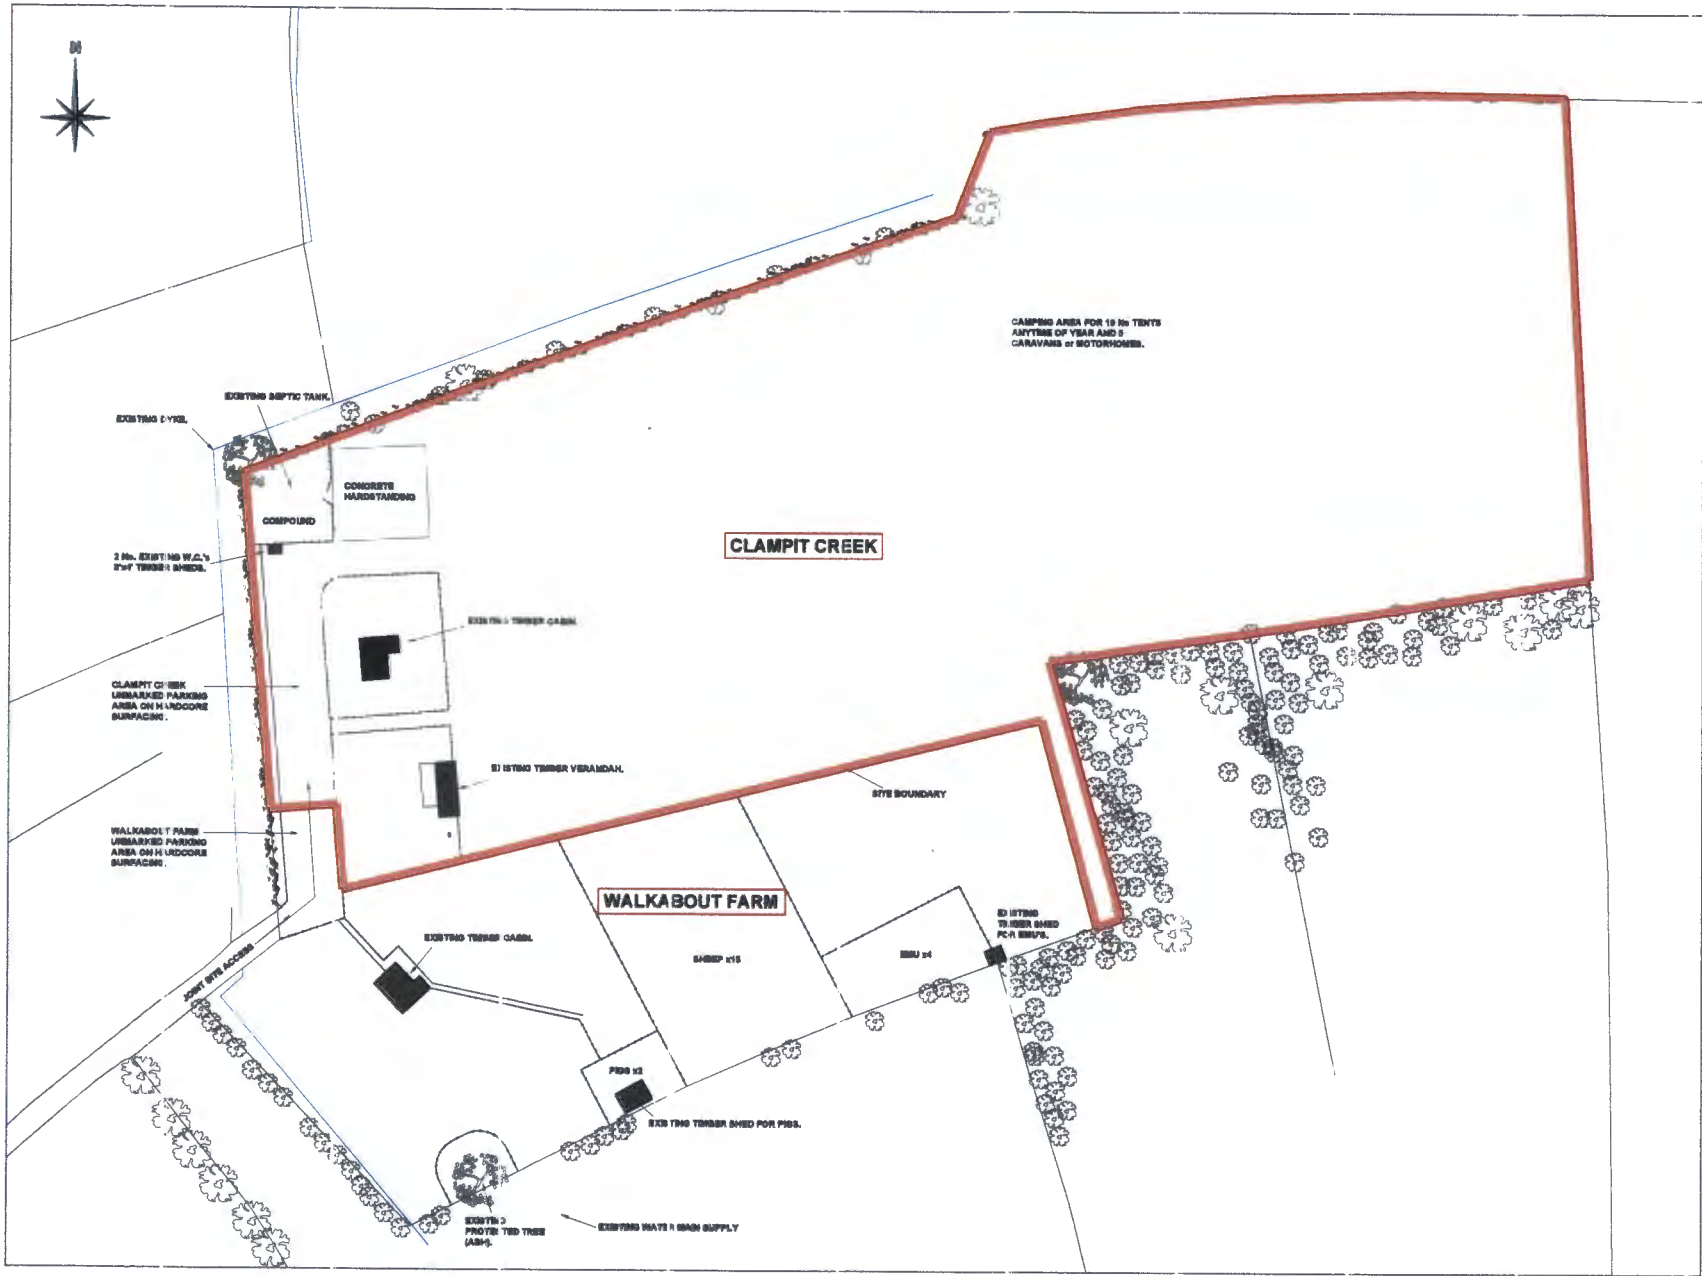 N
CAMPING AREA FOR 10 No TENTS
ANYTIME OF YEAR AND 5
CARAVANS or MOTORHOMES.
EXISTING SEPTIC TANK.
EXISTING DYKE.
CONCRETE
HARDSTANDING
COMPOUND
CLAMPIT CREEK
2 No. EXISTING W.C.'s
TIMBER SHEDS.
EXISTING TIMBER CABIN.
CLAMPIT CREEK
UNMARKED PARKING
AREA ON HARDCORE
SURFACING.
EXISTING TIMBER VERANDAH.
SITE BOUNDARY
WALKABOUT FARM
UNMARKED PARKING
AREA ON HARDCORE
SURFACING.
WALKABOUT FARM
EXISTING
TIMBER SHED
FOR EMU'S.
EXISTING TIMBER CABIN.
SHEEP x15
EMU x4
JOINT SITE ACCESS
PIGS x2
EXISTING TIMBER SHED FOR PIGS.
EXISTING
PROTECTED TREE
(ASH).
EXISTING WATER MAIN SUPPLY